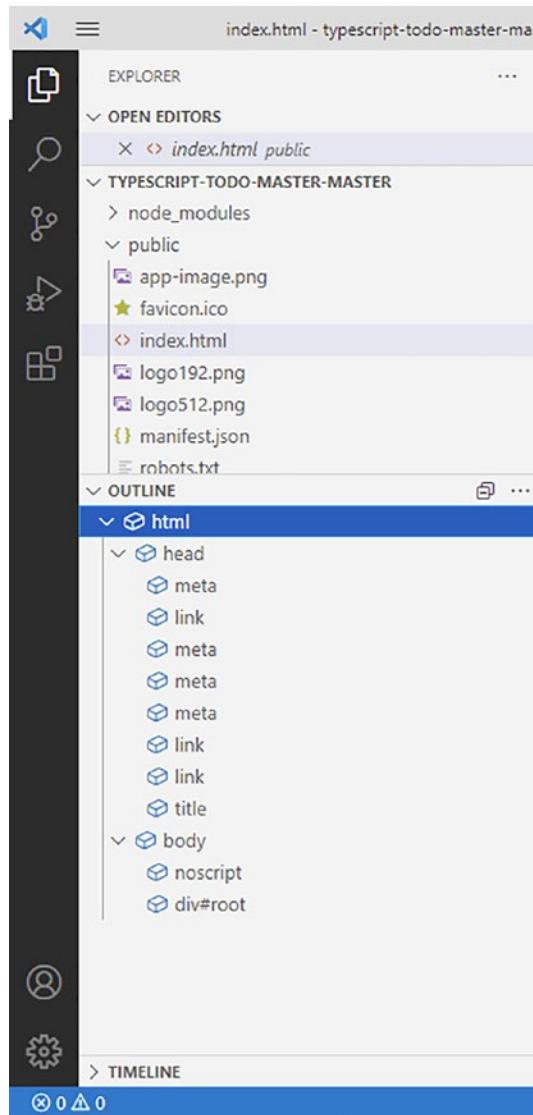 index.html - typescript-todo-master-ma
EXPLORER
OPEN EDITORS
index.html public
TYPESCRIPT-TODO-MASTER-MASTER
node_modules
public
app-image.png
favicon.ico
index.html
logo192.png
logo512.png
{} manifest.json
robots.txt
OUTLINE
html
head
meta
link
meta
meta
meta
link
link
title
body
noscript
div#root
TIMELINE
0 0